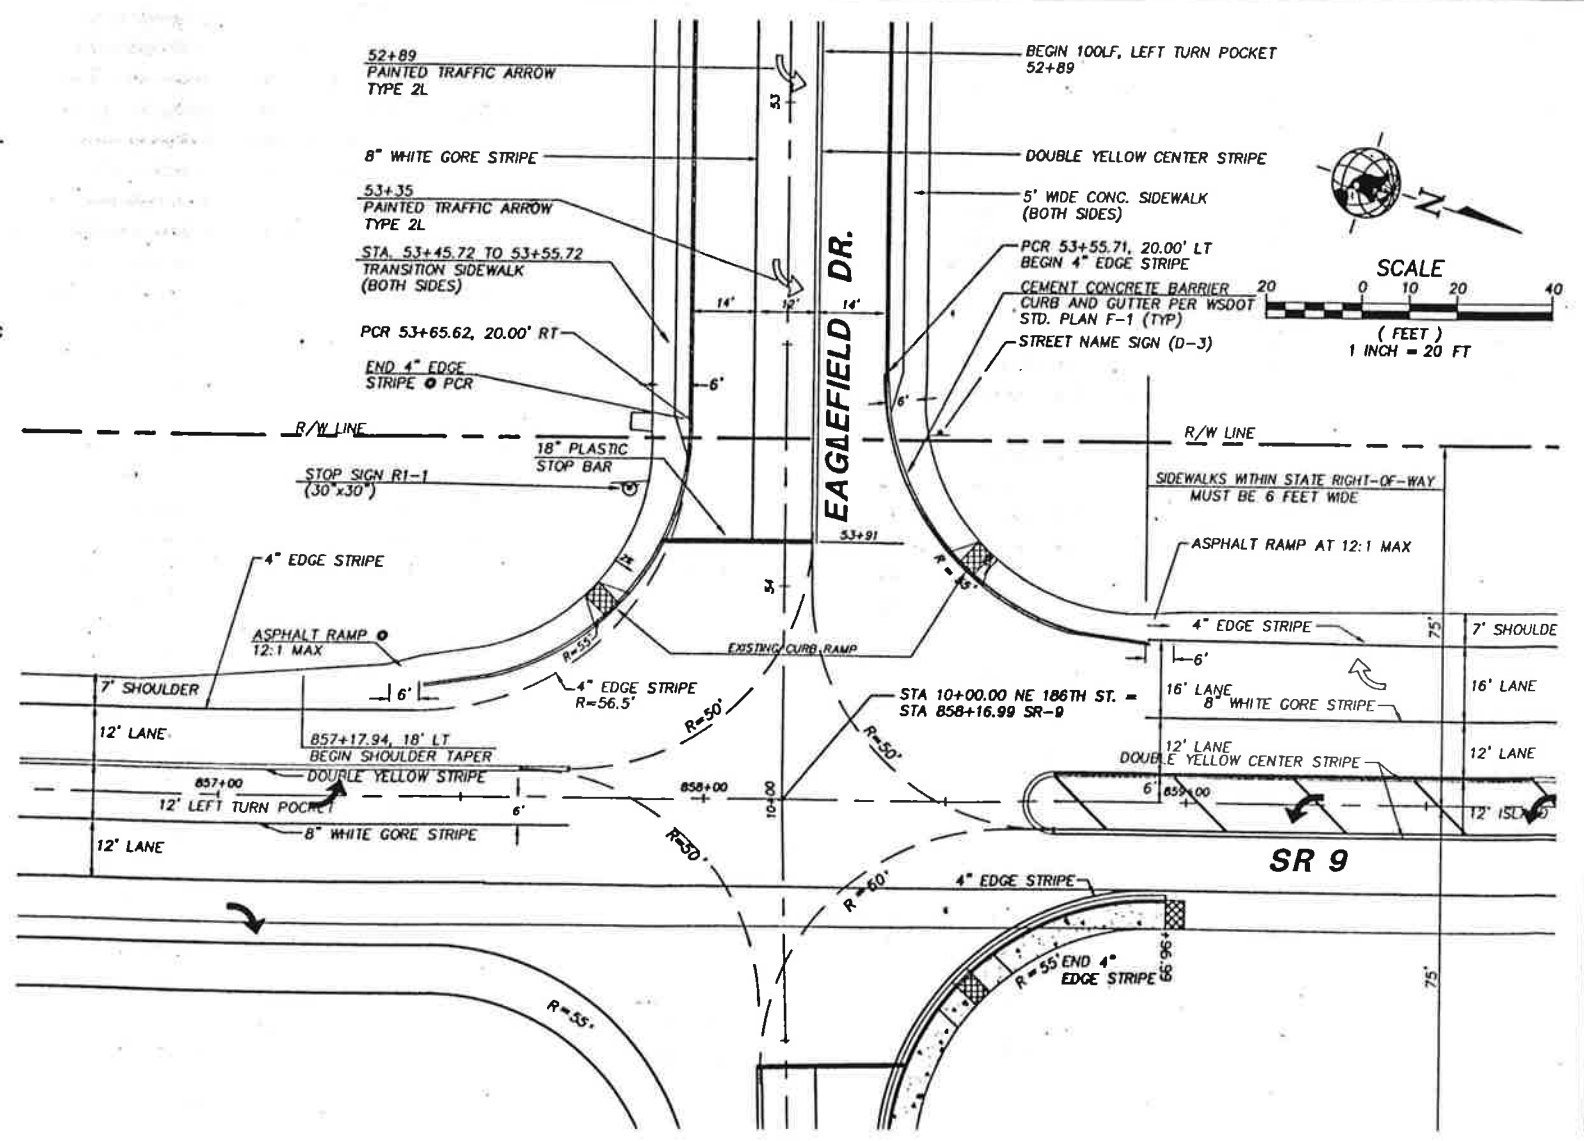 52+89
PAINTED TRAFFIC ARROW
TYPE 2L
BEGIN 100LF, LEFT TURN POCKET
52+89
53
8" WHITE GORE STRIPE
DOUBLE YELLOW CENTER STRIPE
53+35
PAINTED TRAFFIC ARROW
TYPE 2L
5' WIDE CONC. SIDEWALK
(BOTH SIDES)
N
STA. 53+45.72 TO 53+55.72
TRANSITION SIDEWALK
(BOTH SIDES)
PCR 53+55.71, 20.00' LT
BEGIN 4" EDGE STRIPE
CEMENT CONCRETE BARRIER
CURB AND GUTTER PER WSDOT
STD. PLAN F-1 (TYP)
STREET NAME SIGN (D-3)
SCALE
20 0 10 20 40
( FEET )
1 INCH = 20 FT
14' 12' 14'
EAGLEFIELD DR.
PCR 53+65.62, 20.00' RT
END 4" EDGE
STRIPE @ PCR
6'
6'
R/W LINE
R/W LINE
18" PLASTIC
STOP BAR
STOP SIGN R1-1
(30"x30")
SIDEWALKS WITHIN STATE RIGHT-OF-WAY
MUST BE 6 FEET WIDE
53+91
4" EDGE STRIPE
ASPHALT RAMP AT 12:1 MAX
54
R = 45'
ASPHALT RAMP @
12:1 MAX
R=55'
EXISTING CURB RAMP
4" EDGE STRIPE
75'
7' SHOULDE
6'
7' SHOULDER
6'
4" EDGE STRIPE
R=56.5'
STA 10+00.00 NE 186TH ST. =
STA 858+16.99 SR-9
16' LANE
16' LANE
8" WHITE GORE STRIPE
12' LANE
857+17.94, 18' LT
BEGIN SHOULDER TAPER
R=50'
R=50'
12' LANE
12' LANE
DOUBLE YELLOW CENTER STRIPE
DOUBLE YELLOW STRIPE
857+00
858+00
10+00
6'
859+00
12' LEFT TURN POCKET
6'
12' ISLAND
8" WHITE GORE STRIPE
12' LANE
R=50'
SR 9
R=50'
4" EDGE STRIPE
R=55'
END 4"
EDGE STRIPE
+96.99
75'
R=55'